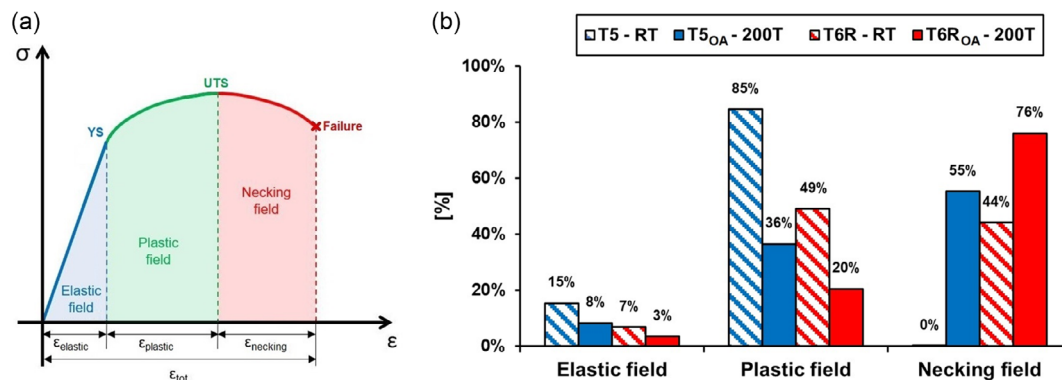 (a)
σ
UTS
YS
Failure
Necking
field
Plastic
field
Elastic
field
ε
εelastic
εplastic
εnecking
εtot
(b)
T5 - RT T5OA - 200T T6R - RT T6ROA - 200T
[%]
100%
80%
60%
40%
20%
0%
15%
8%
7%
3%
85%
36%
49%
20%
0%
55%
44%
76%
Elastic field Plastic field Necking field